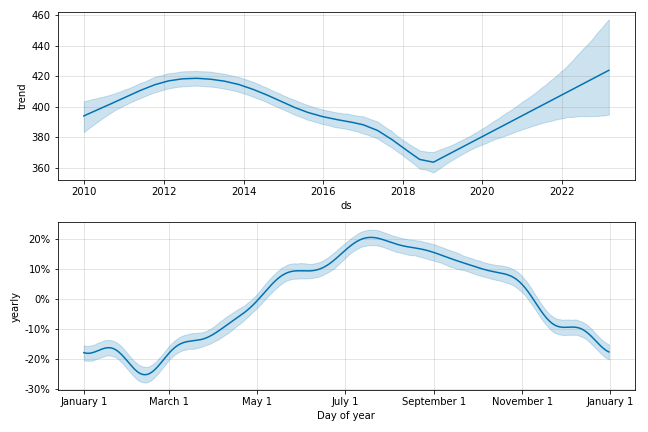 460
440
420
400
380
360
trend
2010 2012 2014 2016 2018 2020 2022
ds
20%
10%
0%
-10%
-20%
-30%
yearly
January 1 March 1 May 1 July 1 September 1 November 1 January 1
Day of year